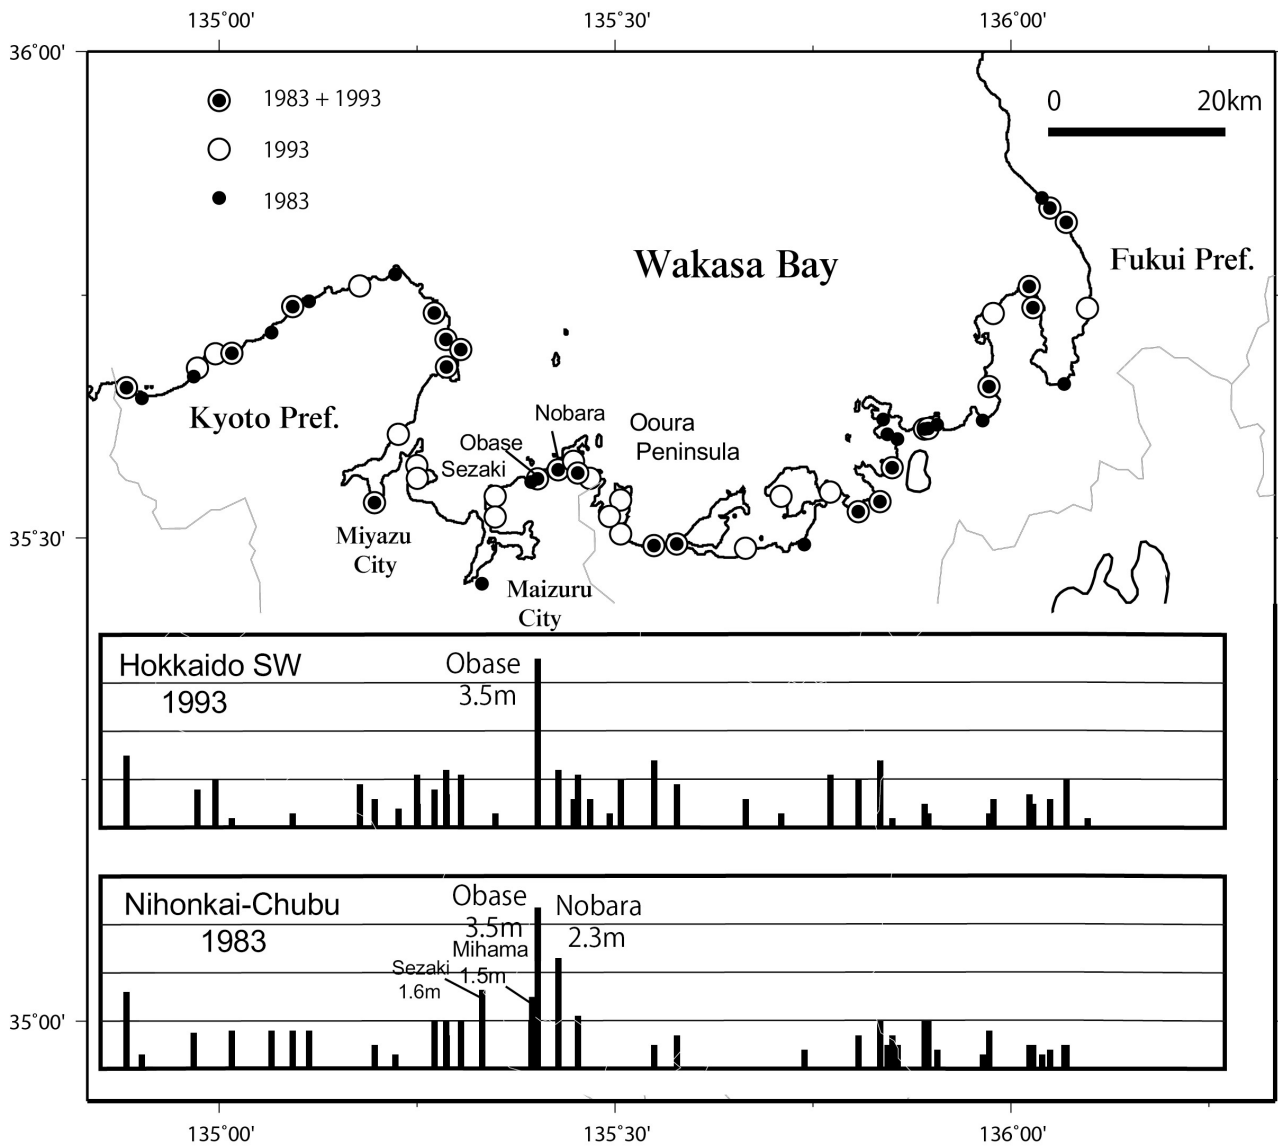 135°00'
135°30'
136°00'
36°00'
1983 + 1993
1993
1983
0
20km
Wakasa Bay
Fukui Pref.
Kyoto Pref.
Nobara
Ooura
Peninsula
Obase
Sezaki
Miyazu
City
35°30'
Maizuru
City
Hokkaido SW
1993
Obase
3.5m
Nihonkai-Chubu
1983
Obase
3.5m
Nobara
2.3m
Mihama
1.5m
Sezaki
1.6m
35°00'
135°00'
135°30'
136°00'